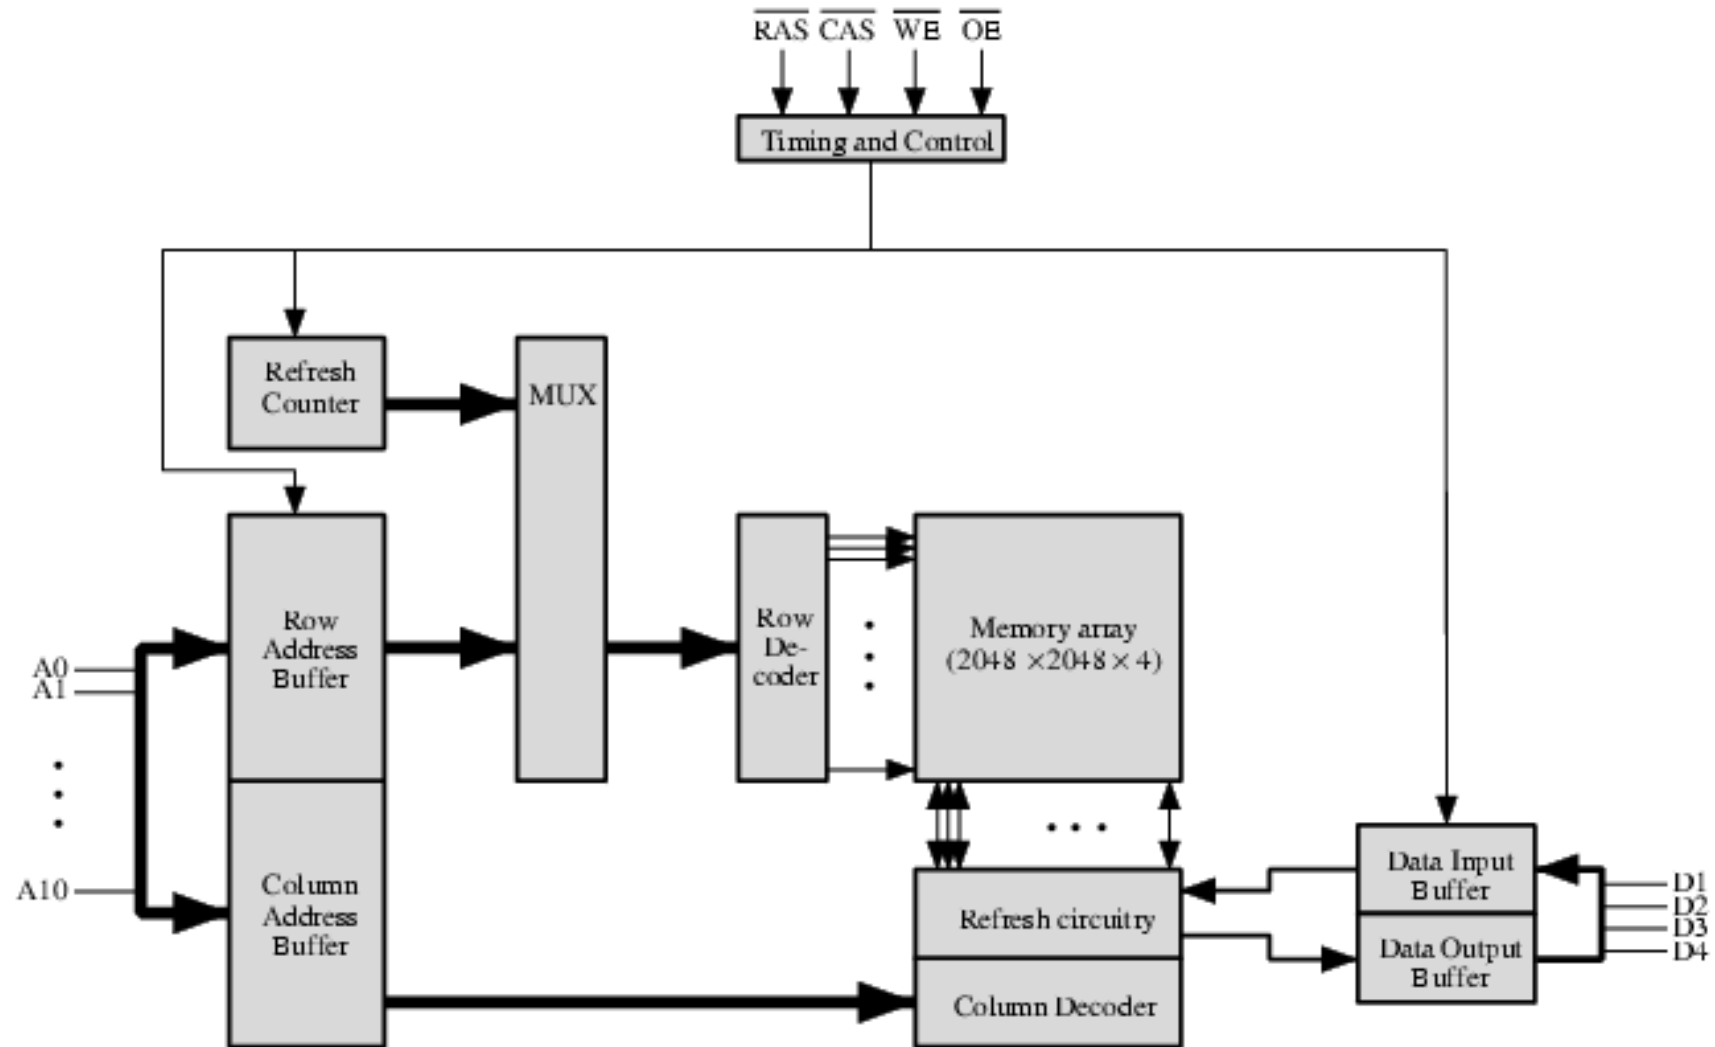 RAS CAS WE OE
Timing and Control
Refresh
Counter
MUX
Row
Address
Buffer
Row
De-
coder
Memory array
(2048 ×2048 × 4)
A0
A1
A10
Column
Address
Buffer
Refresh circuitry
Column Decoder
Data Input
Buffer
Data Output
Buffer
D1
D2
D3
D4